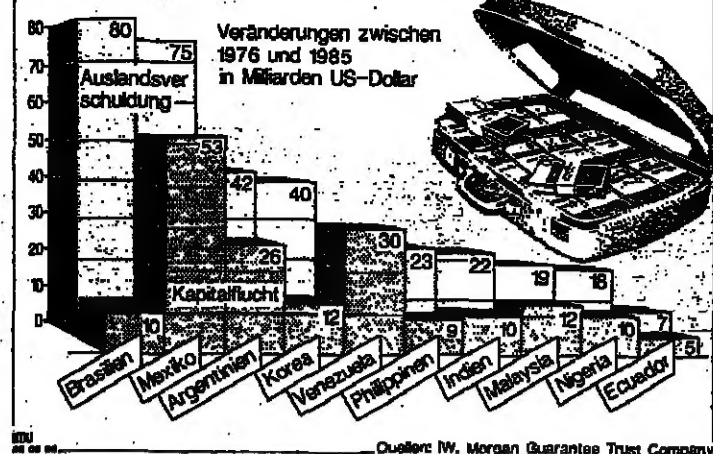 Veränderungen zwischen
1976 und 1985
in Milliarden US-Dollar
80
70
60
50
40
30
20
10
0
Auslandsver
schuldung
80
75
42
40
23
22
19
18
7
Kapitalflucht
10
53
26
12
30
9
10
12
10
5
Brasilien
Mexiko
Argentinien
Korea
Venezuela
Philippinen
Indien
Malaysia
Nigeria
Ecuador
imu
Quellen: IW, Morgan Guarantee Trust Company